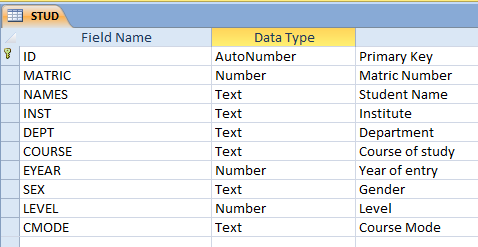 STUD
Field Name Data Type
ID AutoNumber Primary Key
MATRIC Number Matric Number
NAMES Text Student Name
INST Text Institute
DEPT Text Department
COURSE Text Course of study
EYEAR Number Year of entry
SEX Text Gender
LEVEL Number Level
CMODE Text Course Mode